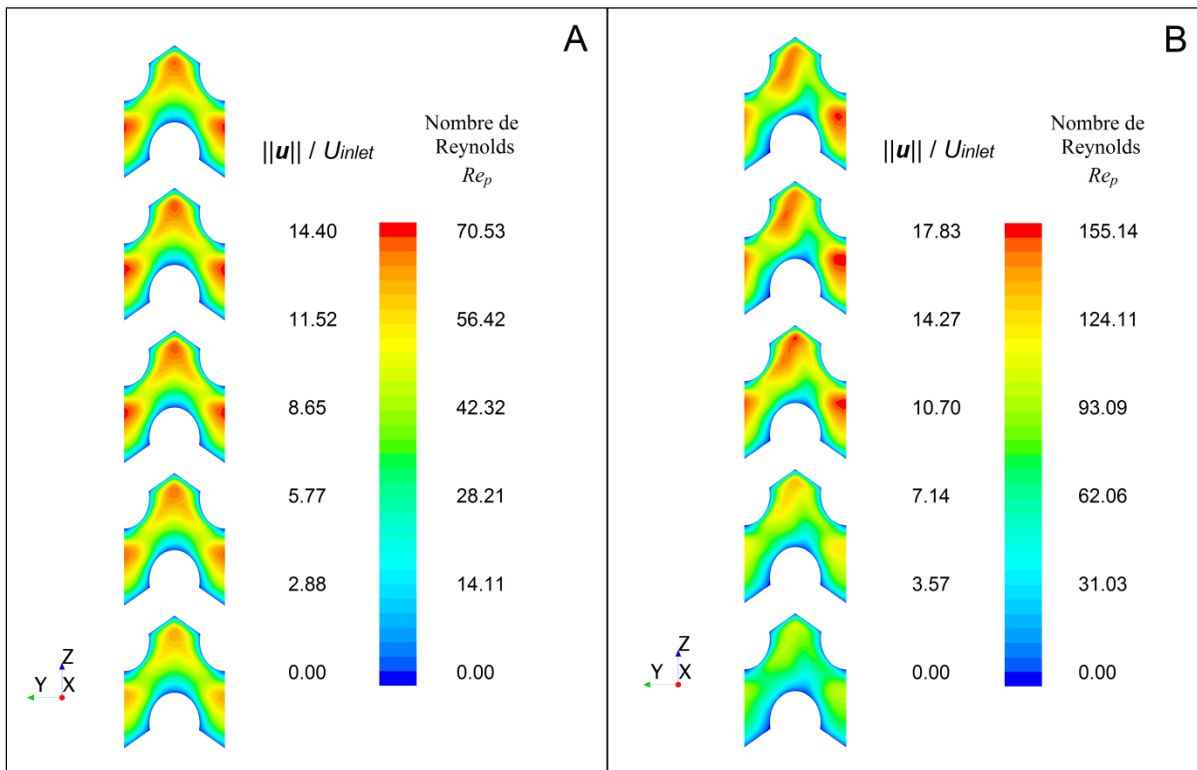 A
||u|| / Uinlet
Nombre de
Reynolds
Rep
14.40
70.53
11.52
56.42
8.65
42.32
5.77
28.21
2.88
14.11
0.00
0.00
Z
Y
X
B
||u|| / Uinlet
Nombre de
Reynolds
Rep
17.83
155.14
14.27
124.11
10.70
93.09
7.14
62.06
3.57
31.03
0.00
0.00
Z
Y
X